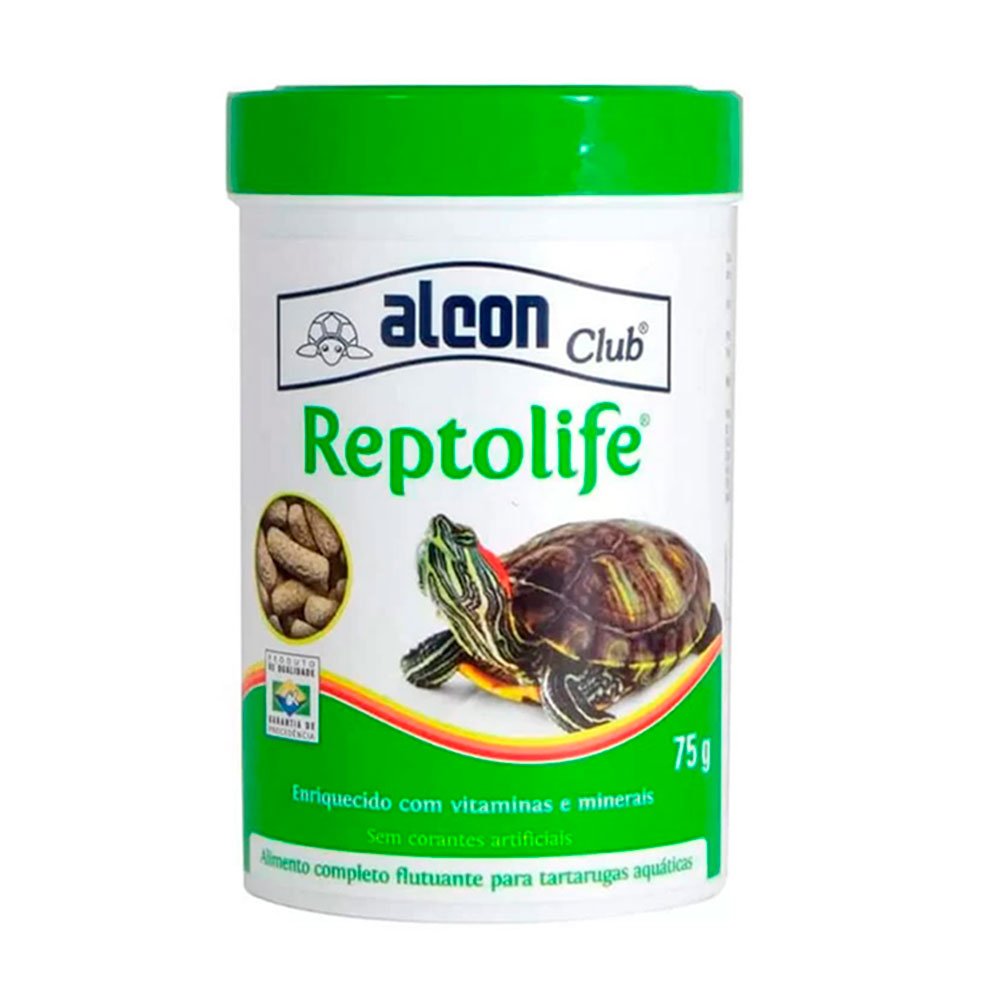 alcon Club®
Reptolife®
PRODUTO
DE QUALIDADE
GARANTIA DE
PROCEDÊNCIA
75 g
Enriquecido com vitaminas e minerais
Sem corantes artificiais
Alimento completo flutuante para tartarugas aquáticas